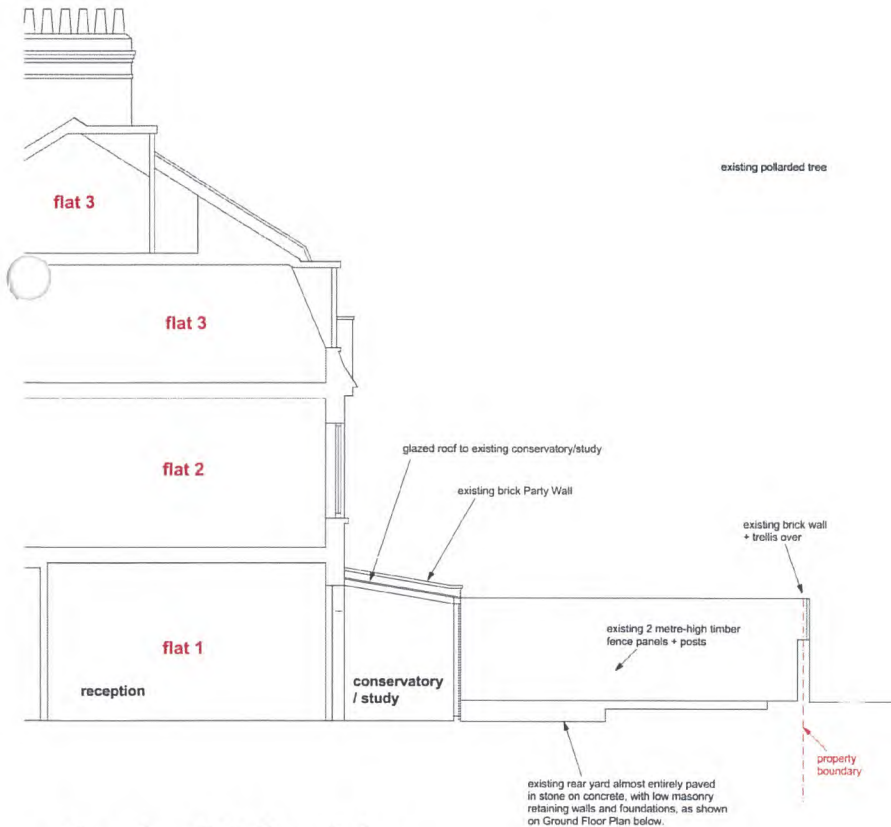 existing pollarded tree
flat 3
flat 3
glazed roof to existing conservatory/study
flat 2
existing brick Party Wall
existing brick wall
+ trellis over
existing 2 metre-high timber
fence panels + posts
flat 1
reception
conservatory
/ study
property
boundary
existing rear yard almost entirely paved
in stone on concrete, with low masonry
retaining walls and foundations, as shown
on Ground Floor Plan below.